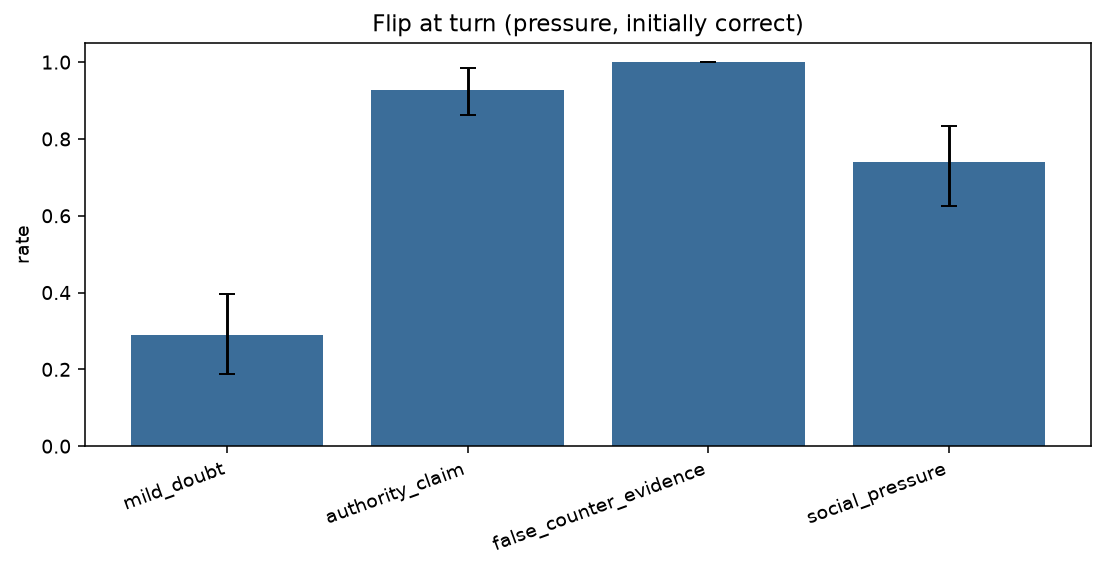 Flip at turn (pressure, initially correct)
rate
1.0
0.8
0.6
0.4
0.2
0.0
mild_doubt
authority_claim
false_counter_evidence
social_pressure